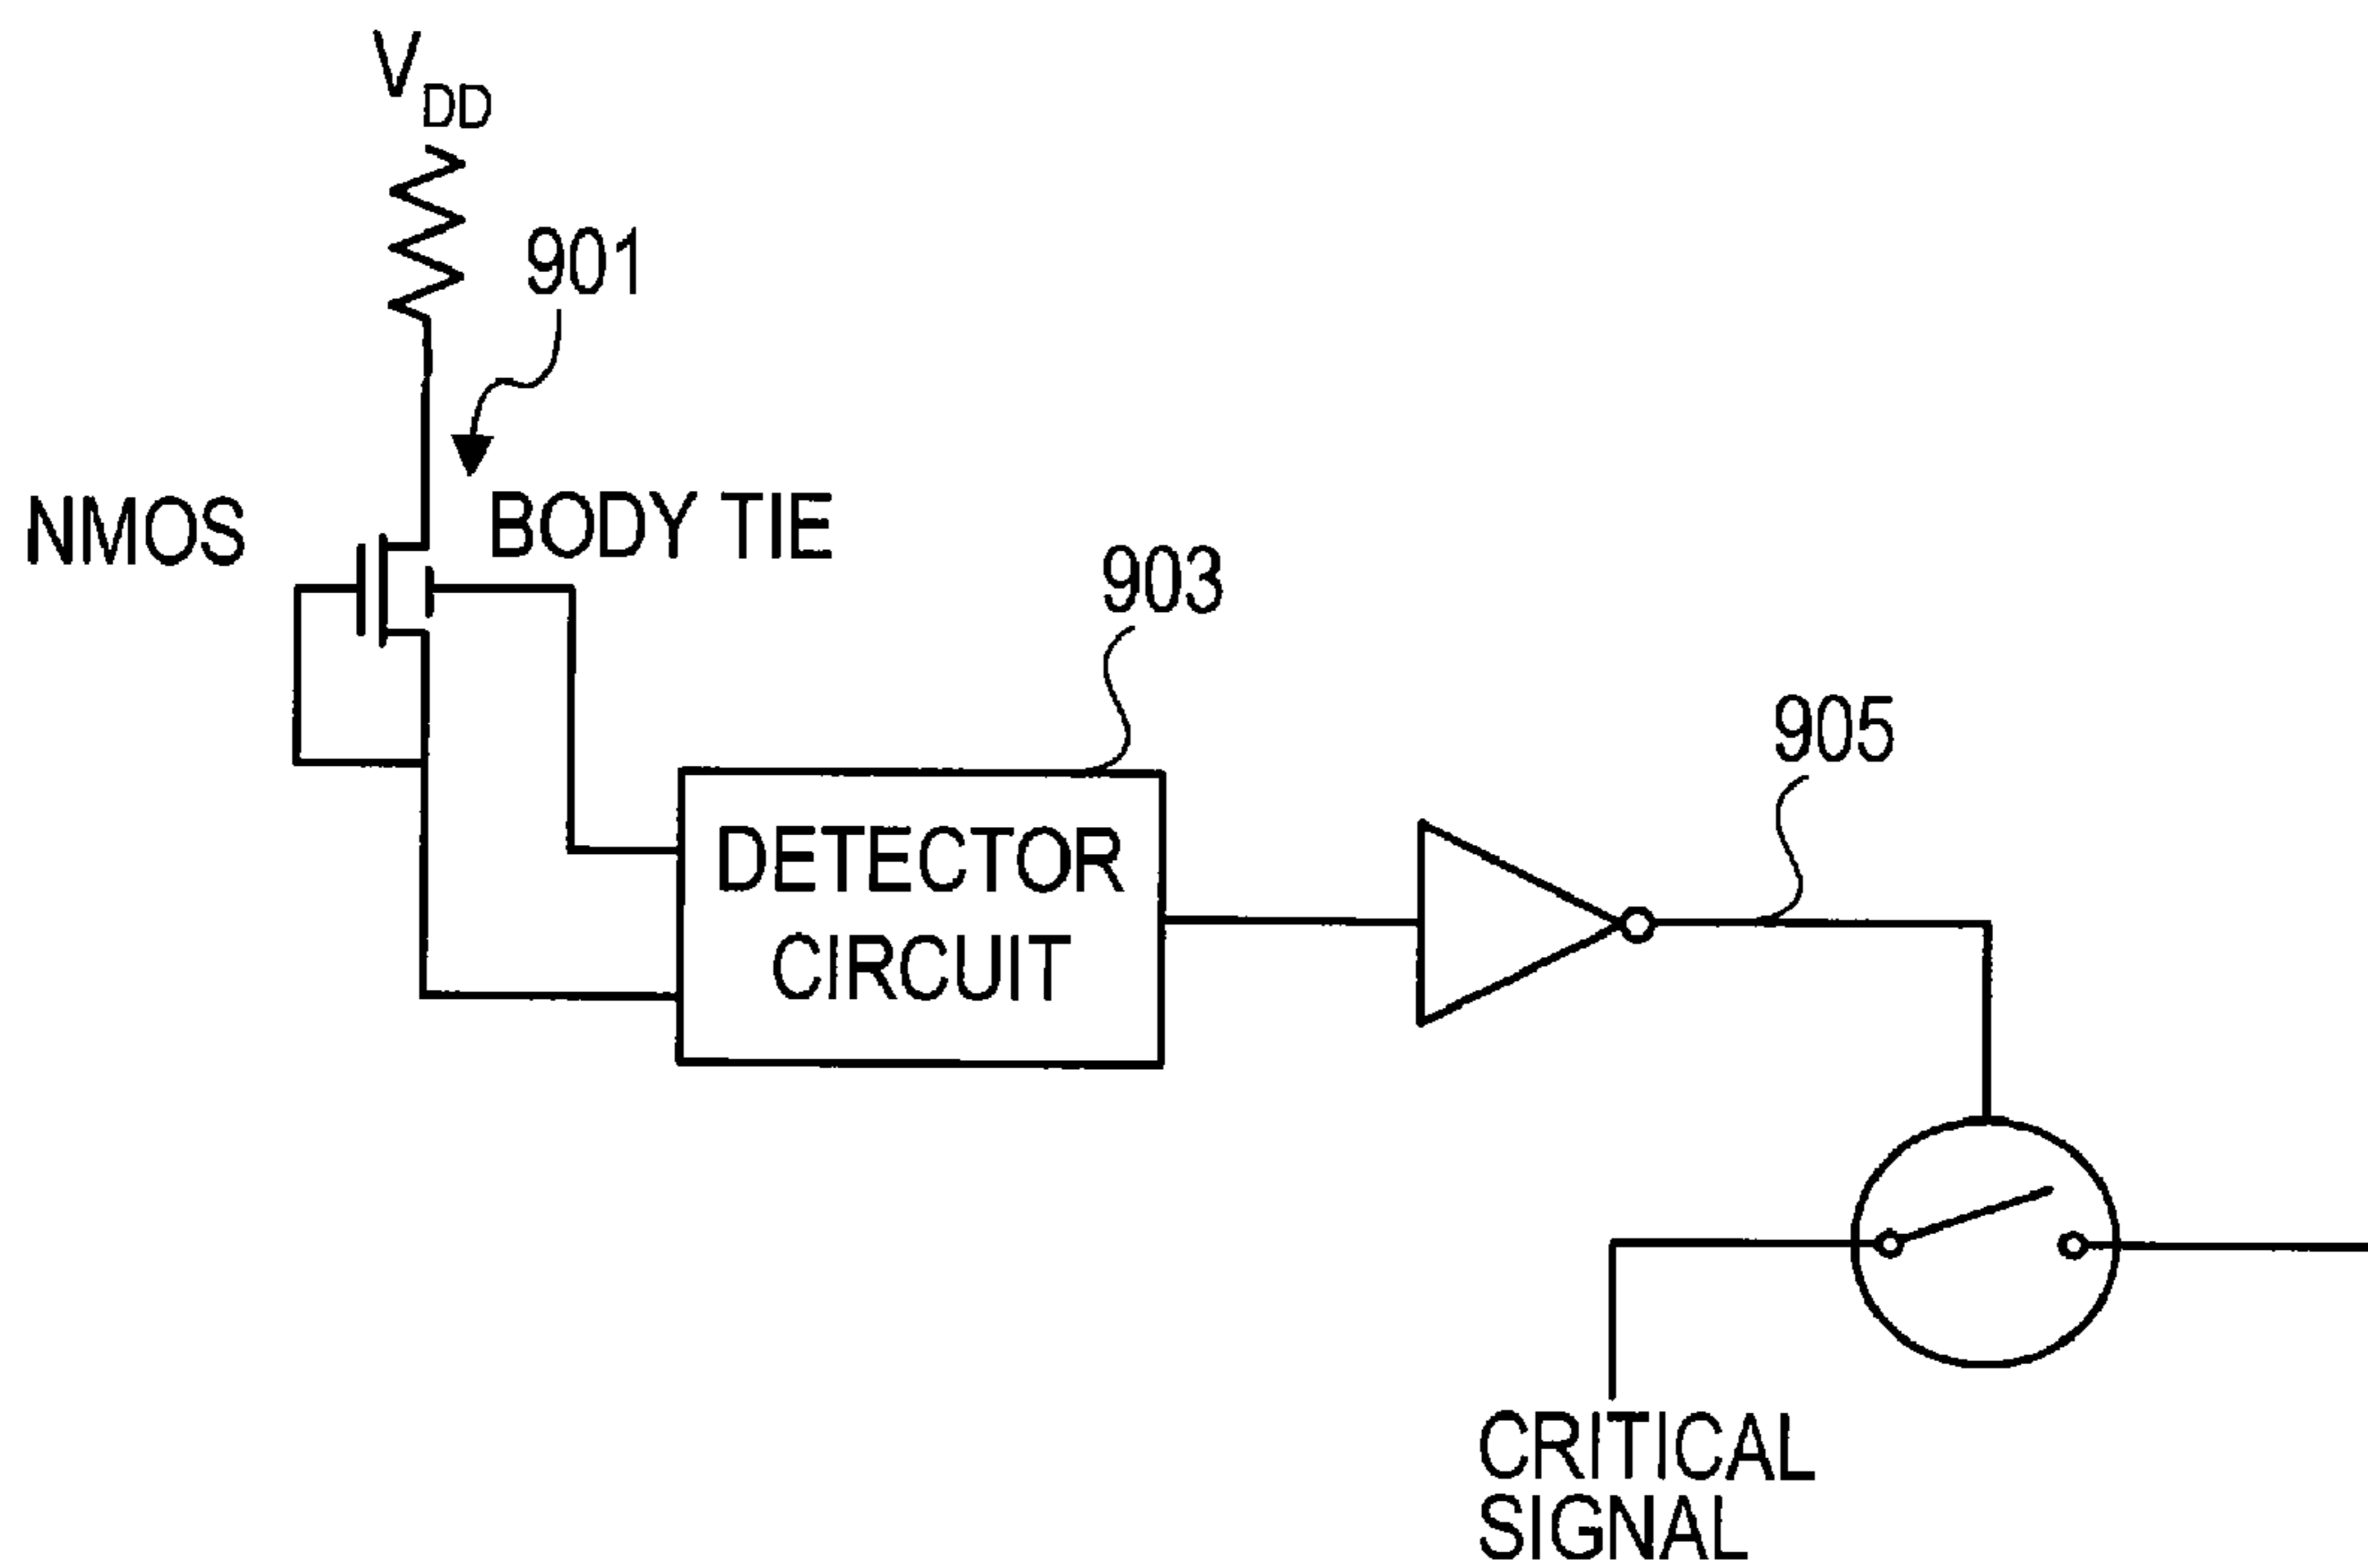 VDD
901
NMOS
BODY TIE
903
905
DETECTOR
CIRCUIT
CRITICAL
SIGNAL